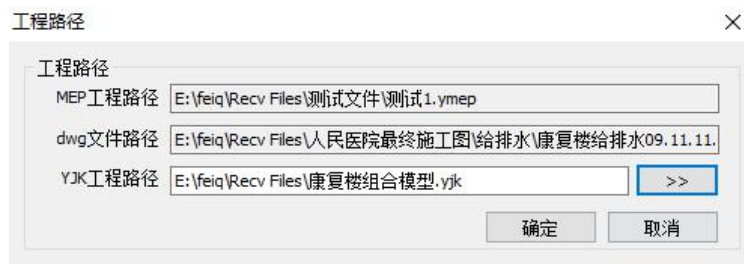 工程路径
工程路径
MEP工程路径 E:\feiq\Recv Files\测试文件\测试1.ymep
dwg文件路径 E:\feiq\Recv Files\人民医院最终施工图\给排水\康复楼给排水09.11.11.
YJK工程路径 E:\feiq\Recv Files\康复楼组合模型.yjk >>
确定 取消